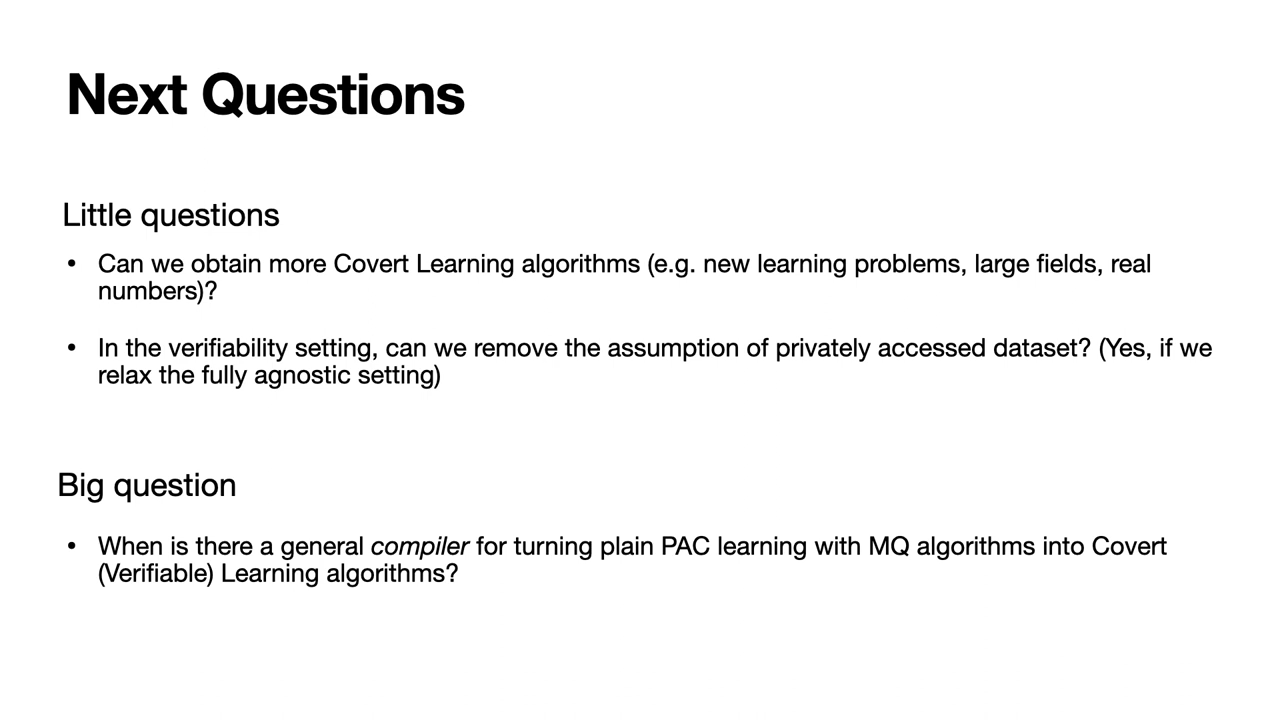 Next Questions
Little questions
• Can we obtain more Covert Learning algorithms (e.g. new learning problems, large fields, real
numbers)?
• In the verifiability setting, can we remove the assumption of privately accessed dataset? (Yes, if we
relax the fully agnostic setting)
Big question
• When is there a general compiler for turning plain PAC learning with MQ algorithms into Covert
(Verifiable) Learning algorithms?